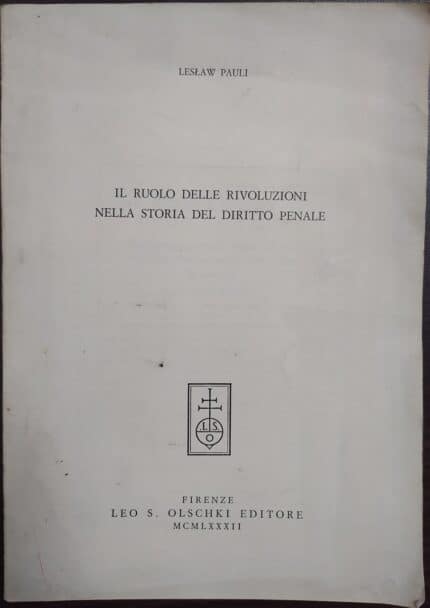 LESŁAW PAULI
IL RUOLO DELLE RIVOLUZIONI
NELLA STORIA DEL DIRITTO PENALE
L S
O
FIRENZE
LEO S. OLSCHKI EDITORE
MCMLXXXII